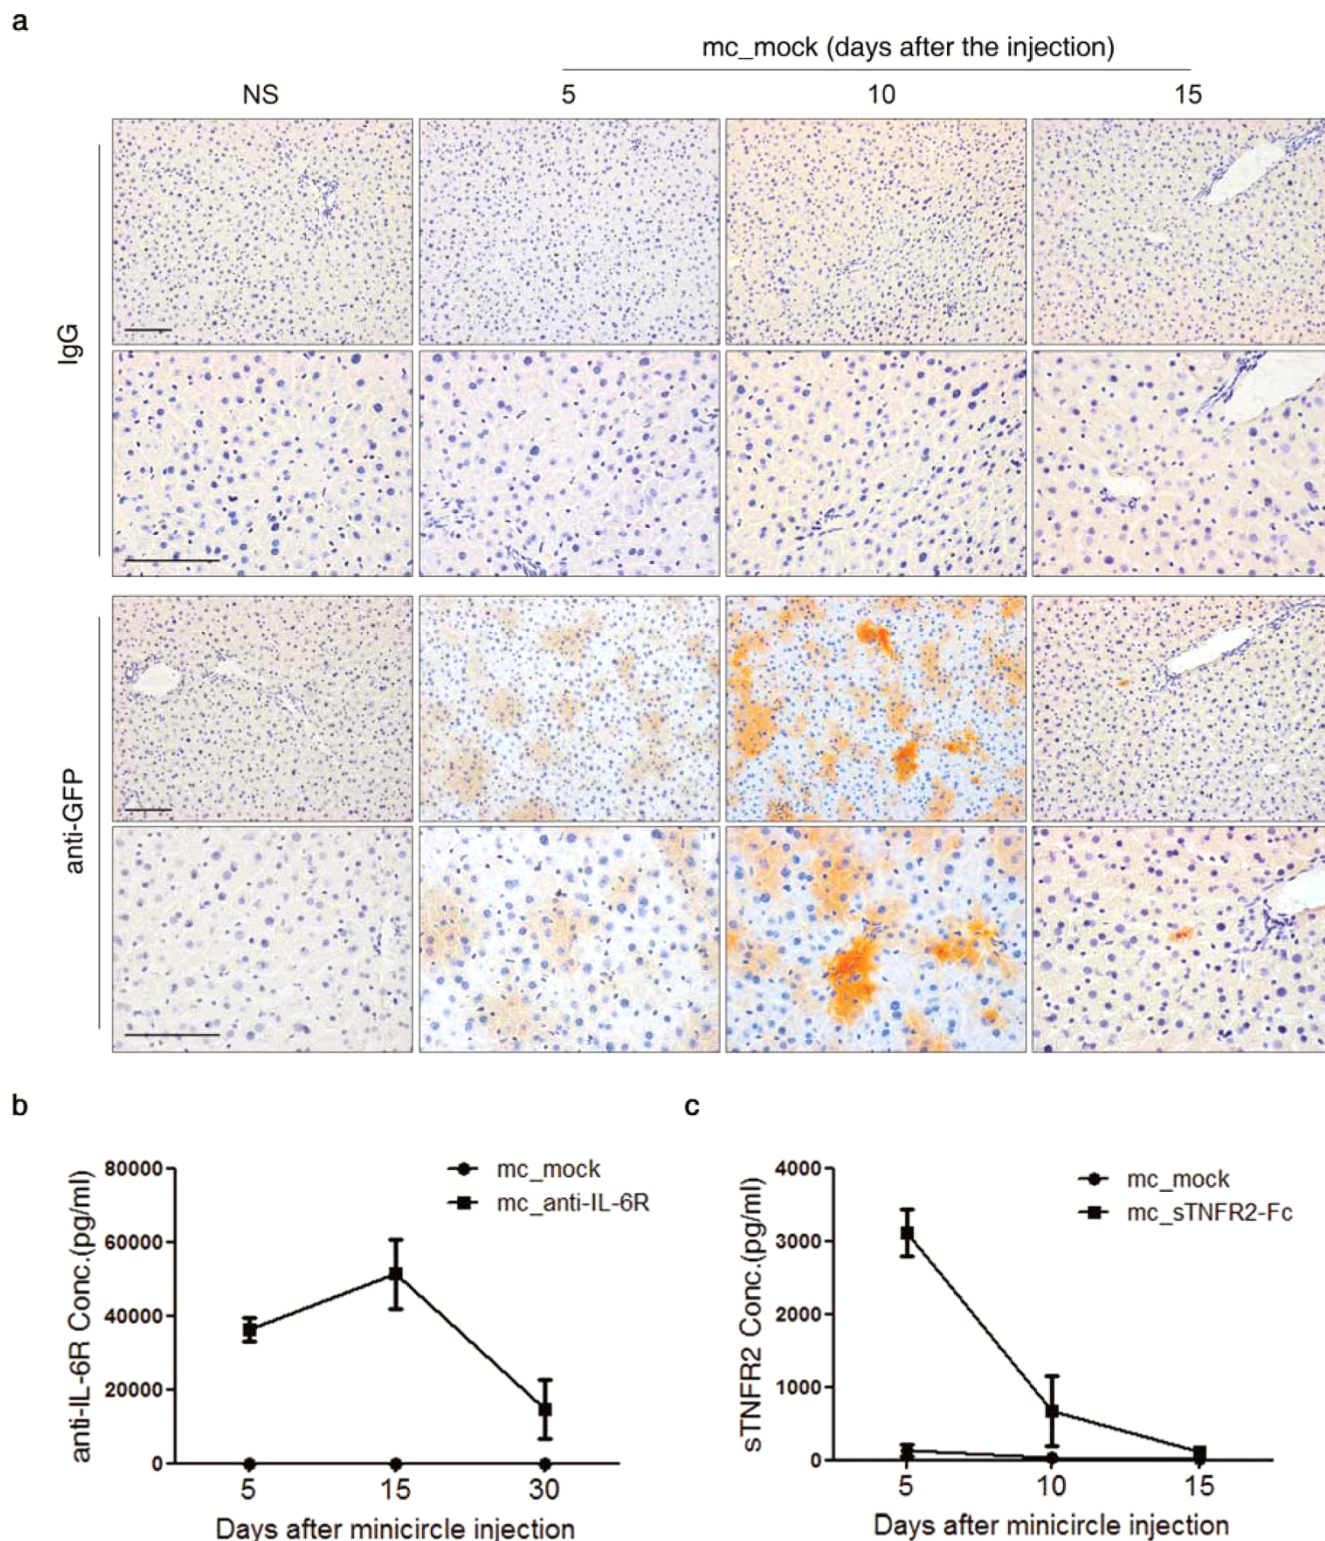 a
mc_mock (days after the injection)
NS
5
10
15
IgG
anti-GFP
b
anti-IL-6R Conc.(pg/ml)
80000
60000
40000
20000
0
mc_mock
mc_anti-IL-6R
5
15
30
Days after minicircle injection
c
sTNFR2 Conc.(pg/ml)
4000
3000
2000
1000
0
mc_mock
mc_sTNFR2-Fc
5
10
15
Days after minicircle injection